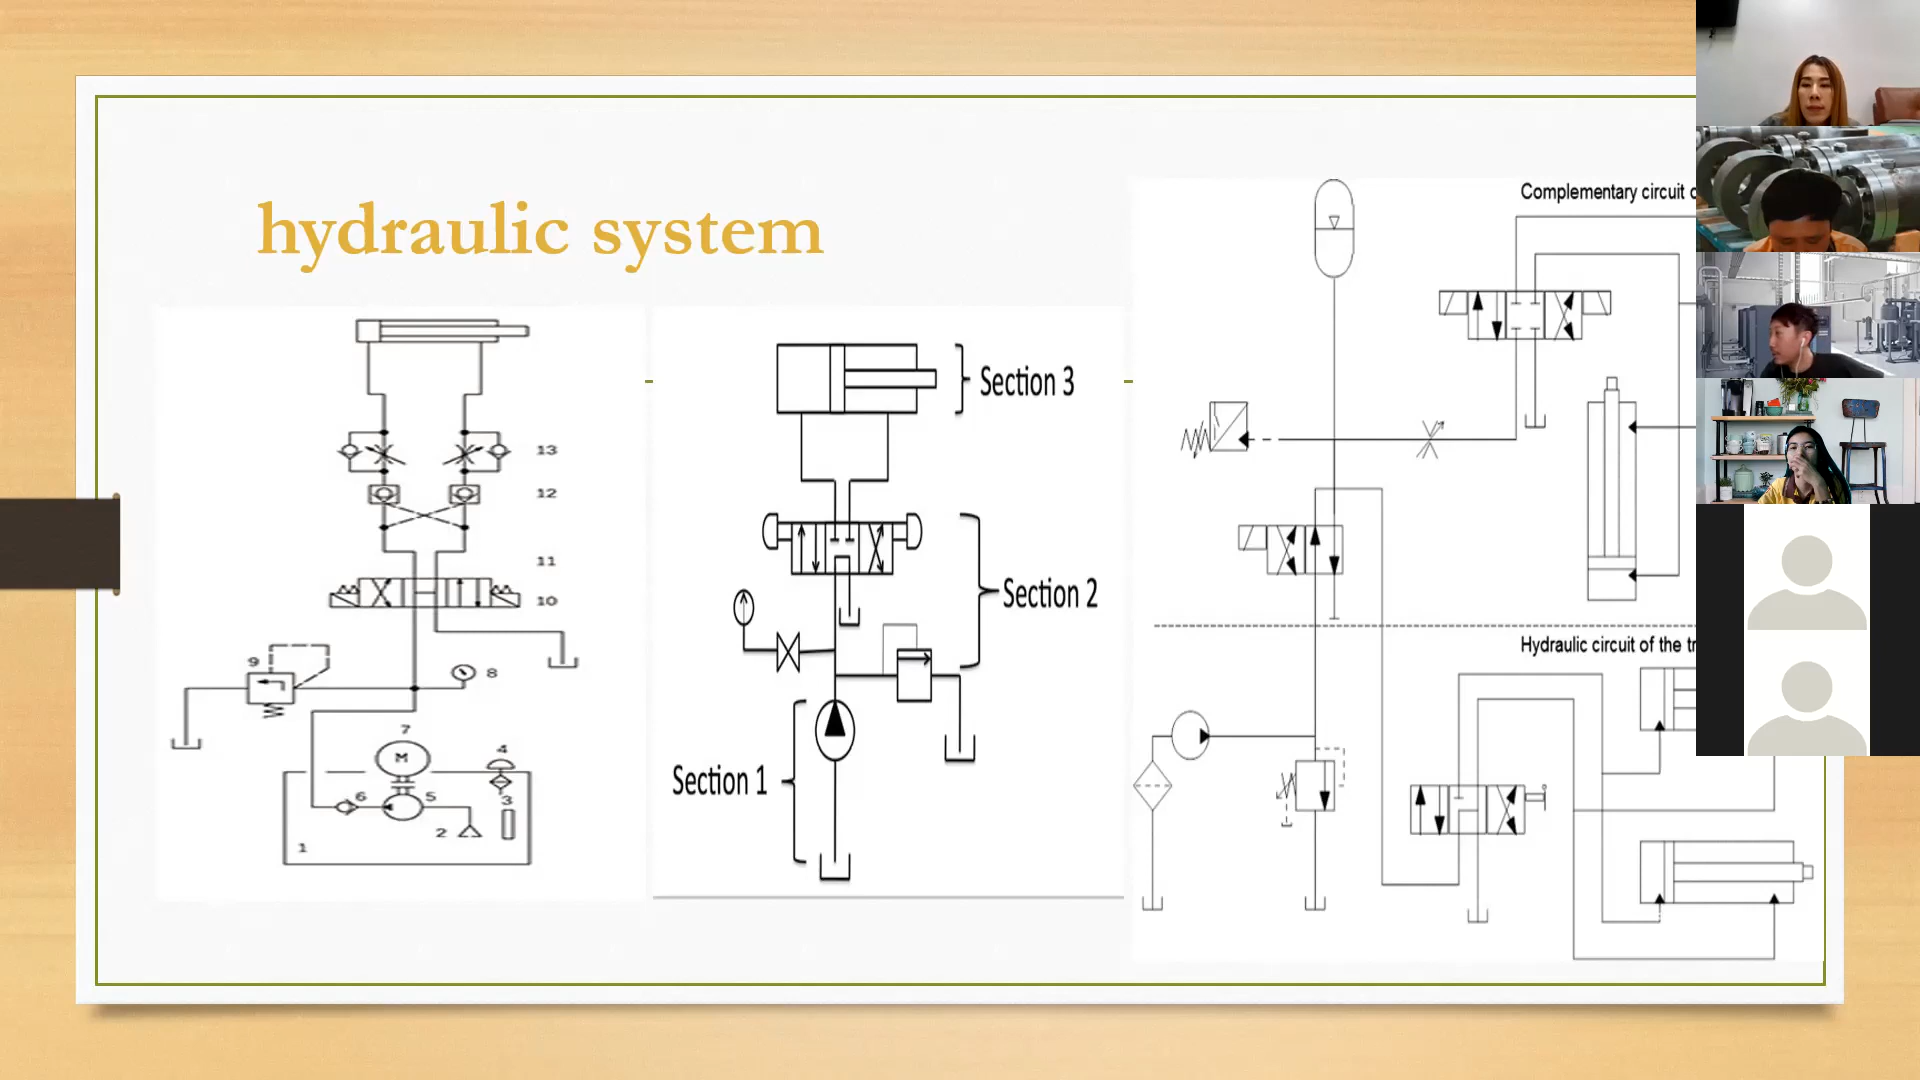 hydraulic system
13
12
11
10
9
8
7
M
4
6
5
3
2
1
Section 3
Section 2
Section 1
Complementary circuit
Hydraulic circuit of the